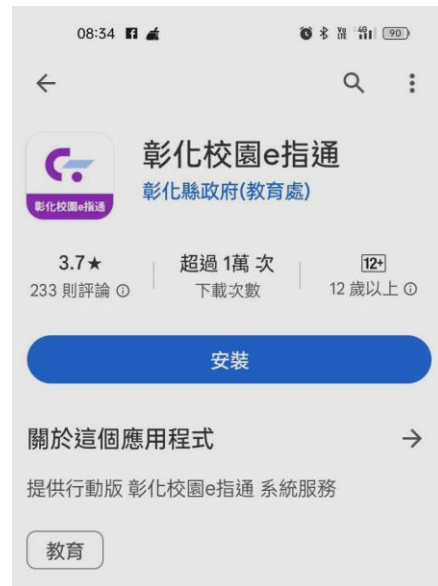 08:34
90
彰化校園e指通
彰化縣政府(教育處)
彰化校園e指通
3.7★
超過 1萬 次
12+
233 則評論
下載次數
12 歲以上
安裝
關於這個應用程式
提供行動版 彰化校園e指通 系統服務
教育